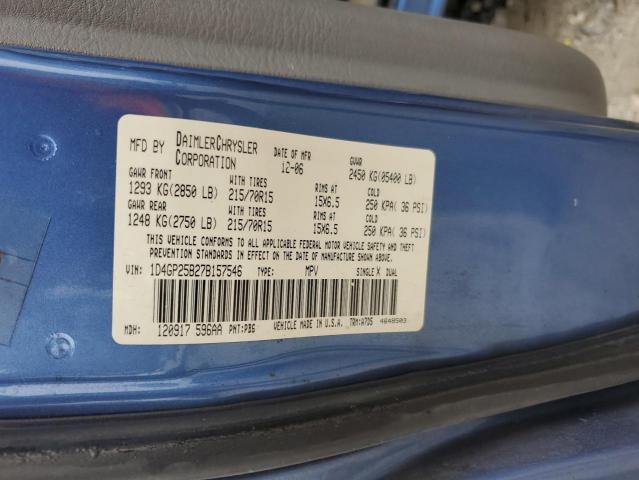 MFD BY DAIMLERCHRYSLER CORPORATION DATE OF MFR 12-06 GVWR 2450 KG(05400 LB)
GAWR FRONT WITH TIRES RIMS AT COLD
1293 KG(2850 LB) 215/70R15 15X6.5 250 KPA( 36 PSI)
GAWR REAR WITH TIRES RIMS AT COLD
1248 KG(2750 LB) 215/70R15 15X6.5 250 KPA( 36 PSI)
THIS VEHICLE CONFORMS TO ALL APPLICABLE FEDERAL MOTOR VEHICLE SAFETY AND THEFT
PREVENTION STANDARDS IN EFFECT ON THE DATE OF MANUFACTURE SHOWN ABOVE.
VIN: 1D4GP25B27B157546 TYPE: MPV SINGLE X DUAL
MDH: 120917 596AA PNT:PB6 VEHICLE MADE IN U.S.A. TRM:A7D5 4648503